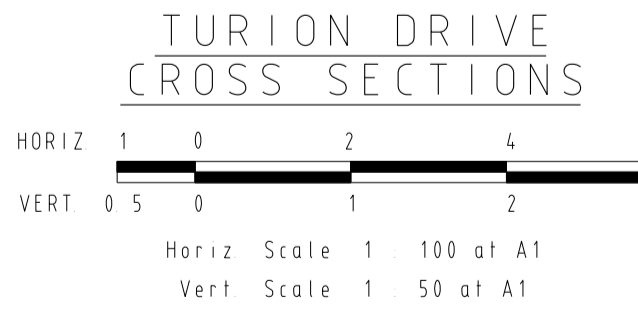 TURION DRIVE
CROSS SECTIONS
HORIZ. 1 0 2 4
VERT. 0.5 0 1 2
Horiz. Scale 1 : 100 at A1
Vert. Scale 1 : 50 at A1